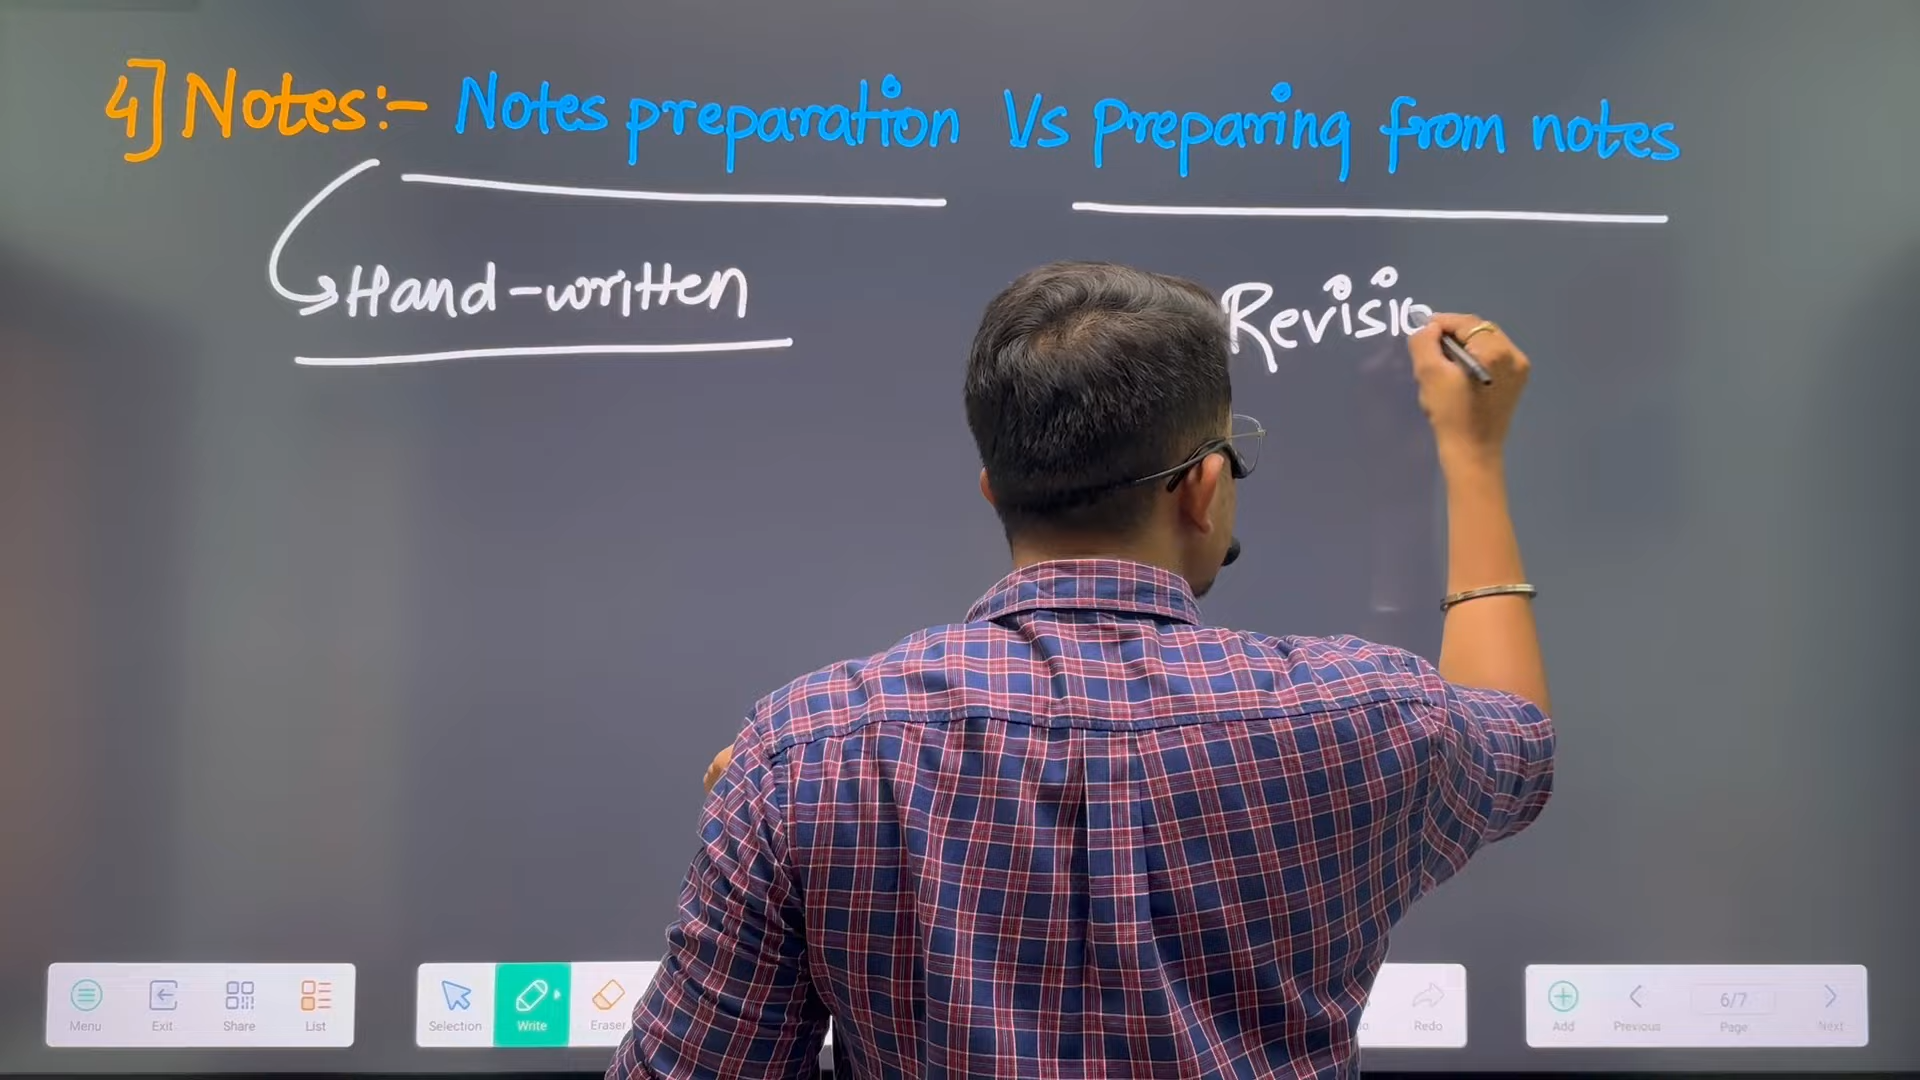 4] Notes:- Notes preparation Vs Preparing from notes
Hand-written
Revisio
Menu
Exit
Share
List
Selection
Write
Eraser
Redo
Add
Previous
6/7
Page
Next